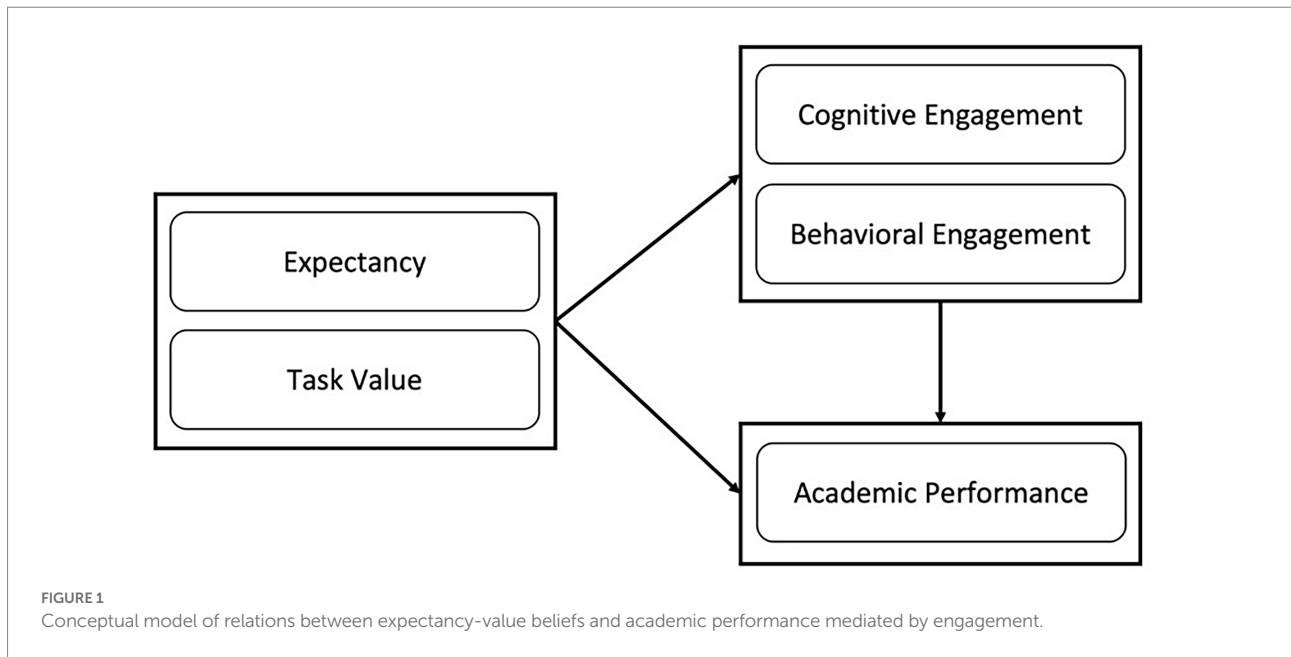 Cognitive Engagement
Behavioral Engagement
Expectancy
Task Value
Academic Performance
FIGURE 1
Conceptual model of relations between expectancy-value beliefs and academic performance mediated by engagement.